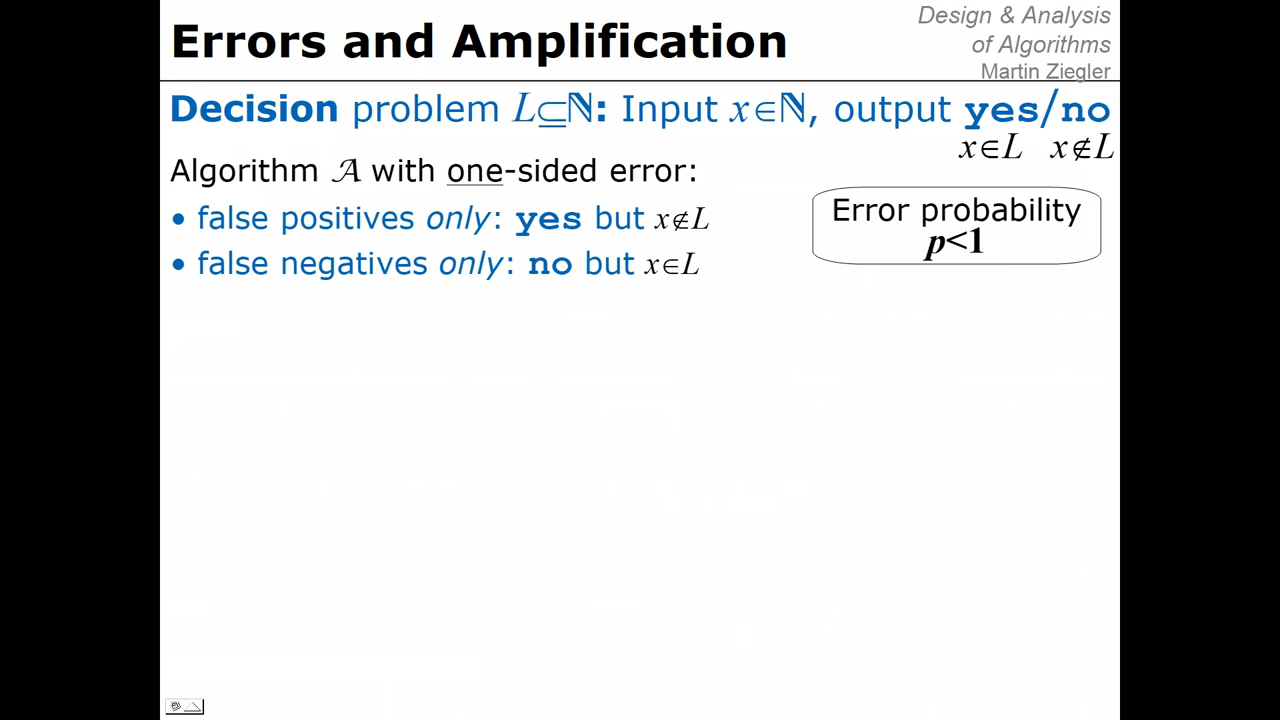 Errors and Amplification
Design & Analysis
of Algorithms
Martin Ziegler
Decision problem L⊆ℕ: Input x∈ℕ, output yes/no
x∈L x∉L
Algorithm 𝒜 with one-sided error:
• false positives only: yes but x∉L
• false negatives only: no but x∈L
Error probability
p<1